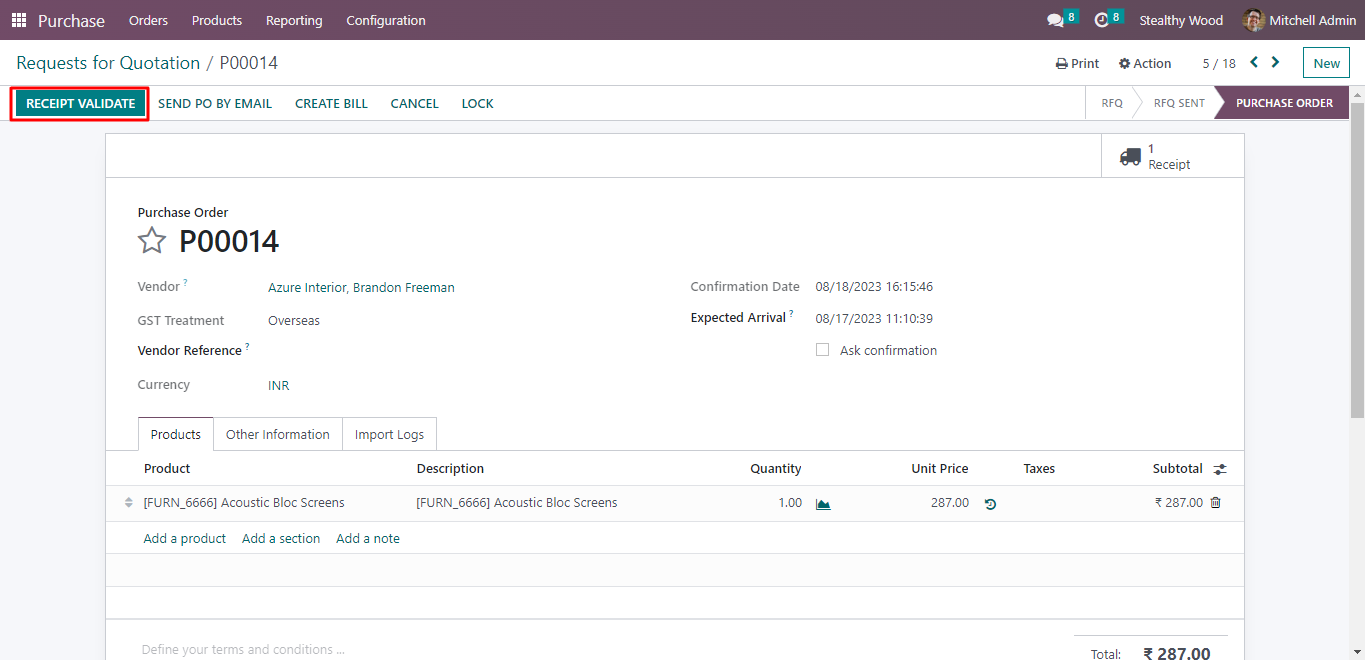 Purchase Orders Products Reporting Configuration 8 8 Stealthy Wood Mitchell Admin
Requests for Quotation / P00014 Print Action 5 / 18 New
RECEIPT VALIDATE SEND PO BY EMAIL CREATE BILL CANCEL LOCK RFQ RFQ SENT PURCHASE ORDER
1
Receipt
Purchase Order
P00014
Vendor ? Azure Interior, Brandon Freeman Confirmation Date 08/18/2023 16:15:46
GST Treatment Overseas Expected Arrival ? 08/17/2023 11:10:39
Vendor Reference ? Ask confirmation
Currency INR
Products Other Information Import Logs
Product Description Quantity Unit Price Taxes Subtotal
[FURN_6666] Acoustic Bloc Screens [FURN_6666] Acoustic Bloc Screens 1.00 287.00 ₹ 287.00
Add a product Add a section Add a note
Define your terms and conditions ... Total: ₹ 287.00